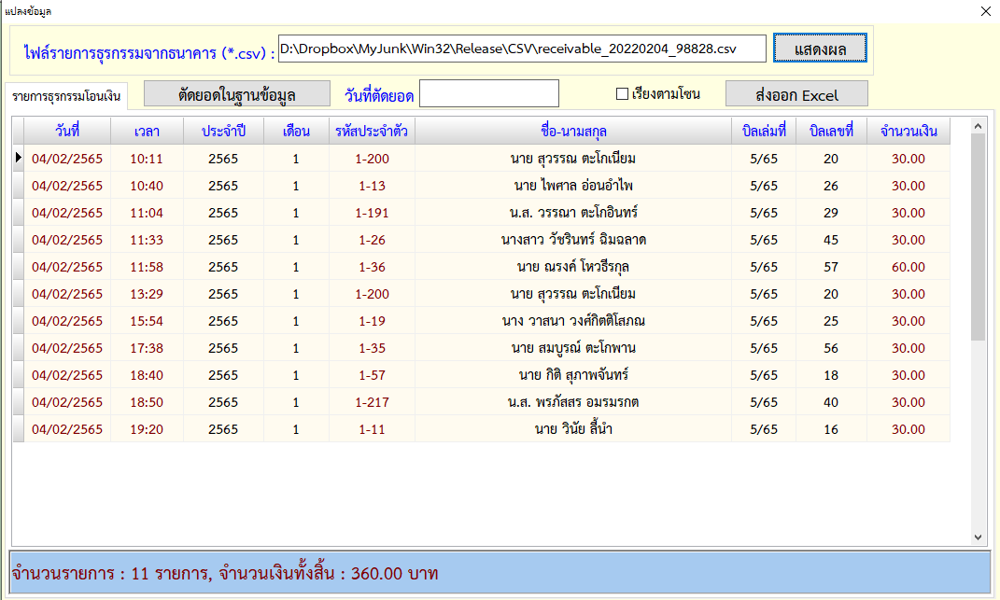 แปลงข้อมูล
ไฟล์รายการธุรกรรมจากธนาคาร (*.csv) : D:\Dropbox\MyJunk\Win32\Release\CSV\receivable_20220204_98828.csv แสดงผล
รายการธุรกรรมโอนเงิน ตัดยอดในฐานข้อมูล วันที่ตัดยอด เรียงตามโซน ส่งออก Excel
วันที่ เวลา ประจำปี เดือน รหัสประจำตัว ชื่อ-นามสกุล บิลเล่มที่ บิลเลขที่ จำนวนเงิน
04/02/2565 10:11 2565 1 1-200 นาย สุวรรณ ตะโกเนียม 5/65 20 30.00
04/02/2565 10:40 2565 1 1-13 นาย ไพศาล อ่อนอำไพ 5/65 26 30.00
04/02/2565 11:04 2565 1 1-191 น.ส. วรรณา ตะโกอินทร์ 5/65 29 30.00
04/02/2565 11:33 2565 1 1-26 นางสาว วัชรินทร์ ฉิมฉลาด 5/65 45 30.00
04/02/2565 11:58 2565 1 1-36 นาย ณรงค์ โหวธีรกุล 5/65 57 60.00
04/02/2565 13:29 2565 1 1-200 นาย สุวรรณ ตะโกเนียม 5/65 20 30.00
04/02/2565 15:54 2565 1 1-19 นาง วาสนา วงศ์กิตติโสภณ 5/65 25 30.00
04/02/2565 17:38 2565 1 1-35 นาย สมบูรณ์ ตะโกพาน 5/65 56 30.00
04/02/2565 18:40 2565 1 1-57 นาย กิติ สุภาพจันทร์ 5/65 18 30.00
04/02/2565 18:50 2565 1 1-217 น.ส. พรภัสสร อมรมรกต 5/65 40 30.00
04/02/2565 19:20 2565 1 1-11 นาย วินัย ลี้นำ 5/65 16 30.00
จำนวนรายการ : 11 รายการ, จำนวนเงินทั้งสิ้น : 360.00 บาท